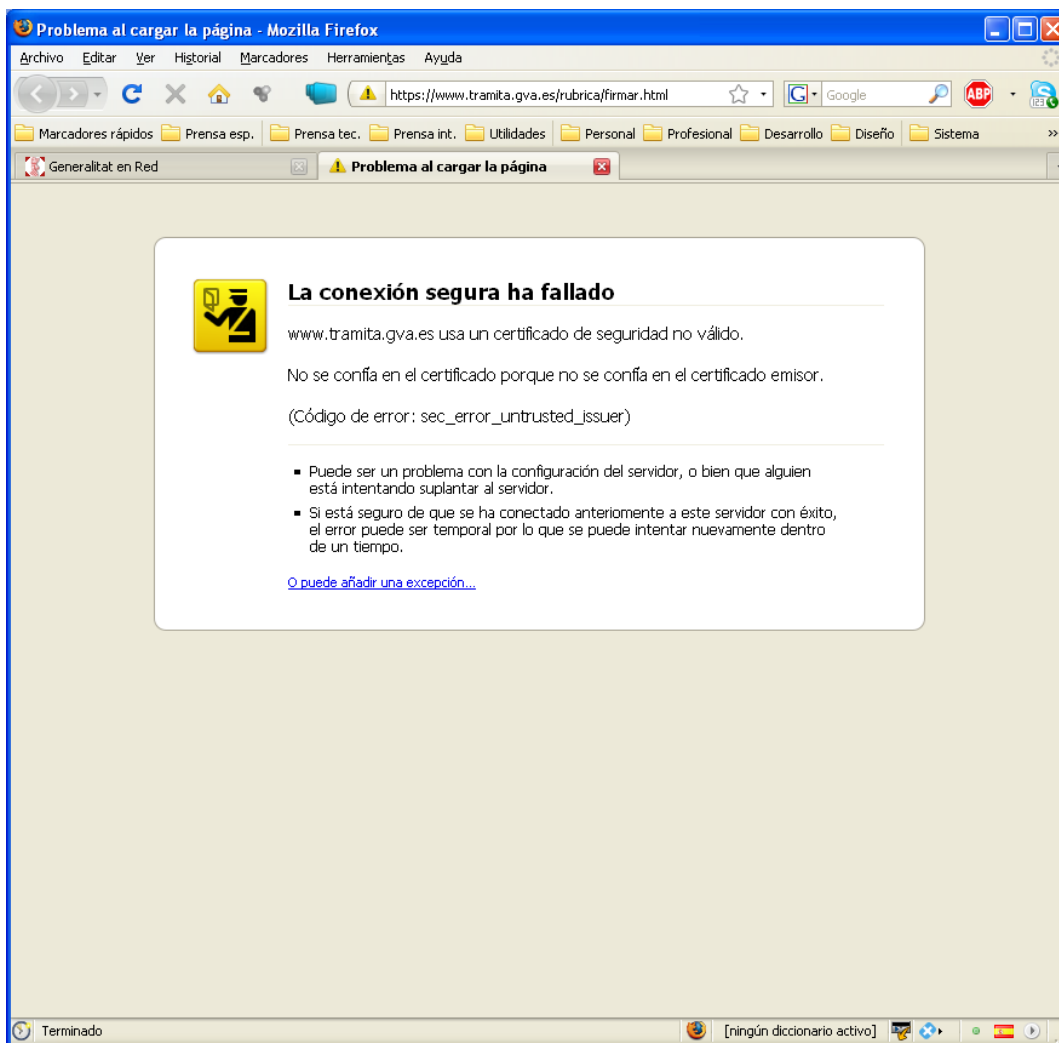 Problema al cargar la página - Mozilla Firefox
Archivo Editar Ver Historial Marcadores Herramientas Ayuda
https://www.tramita.gva.es/rubrica/firmar.html G Google ABP 123
Marcadores rápidos Prensa esp. Prensa tec. Prensa int. Utilidades Personal Profesional Desarrollo Diseño Sistema »
Generalitat en Red Problema al cargar la página
La conexión segura ha fallado
www.tramita.gva.es usa un certificado de seguridad no válido.
No se confía en el certificado porque no se confía en el certificado emisor.
(Código de error: sec_error_untrusted_issuer)
Puede ser un problema con la configuración del servidor, o bien que alguien
está intentando suplantar al servidor.
Si está seguro de que se ha conectado anteriomente a este servidor con éxito,
el error puede ser temporal por lo que se puede intentar nuevamente dentro
de un tiempo.
O puede añadir una excepción...
Terminado [ningún diccionario activo]